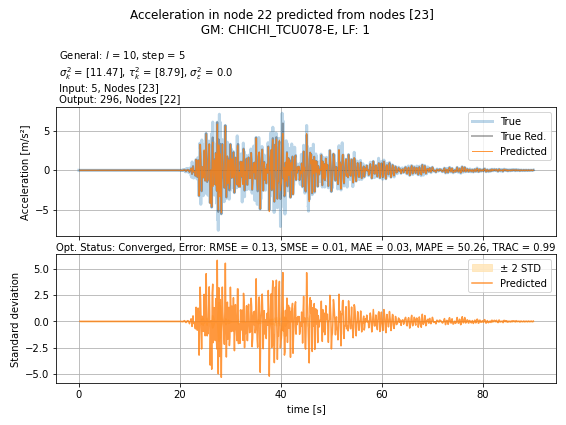 Acceleration in node 22 predicted from nodes [23]
GM: CHICHI_TCU078-E, LF: 1
General: l = 10, step = 5
σ²ₖ = [11.47], τ²ₖ = [8.79], σ²ε = 0.0
Input: 5, Nodes [23]
Output: 296, Nodes [22]
Acceleration [m/s²]
5
0
−5
True
True Red.
Predicted
Opt. Status: Converged, Error: RMSE = 0.13, SMSE = 0.01, MAE = 0.03, MAPE = 50.26, TRAC = 0.99
Standard deviation
5.0
2.5
0.0
−2.5
−5.0
± 2 STD
Predicted
0 20 40 60 80
time [s]